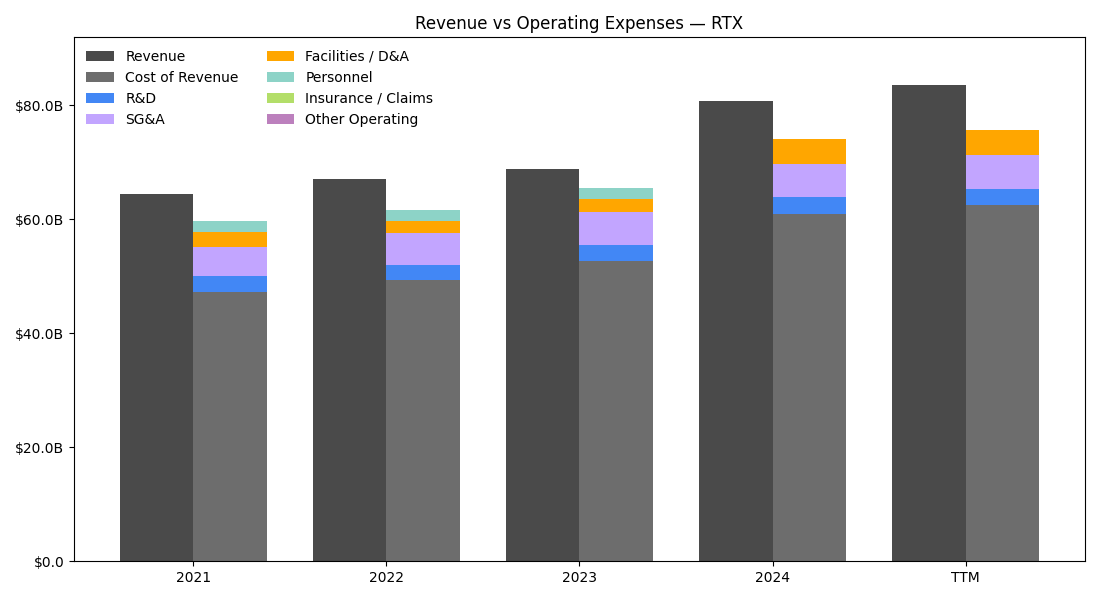 Revenue vs Operating Expenses — RTX
Revenue
Cost of Revenue
R&D
SG&A
Facilities / D&A
Personnel
Insurance / Claims
Other Operating
$80.0B
$60.0B
$40.0B
$20.0B
$0.0
2021
2022
2023
2024
TTM